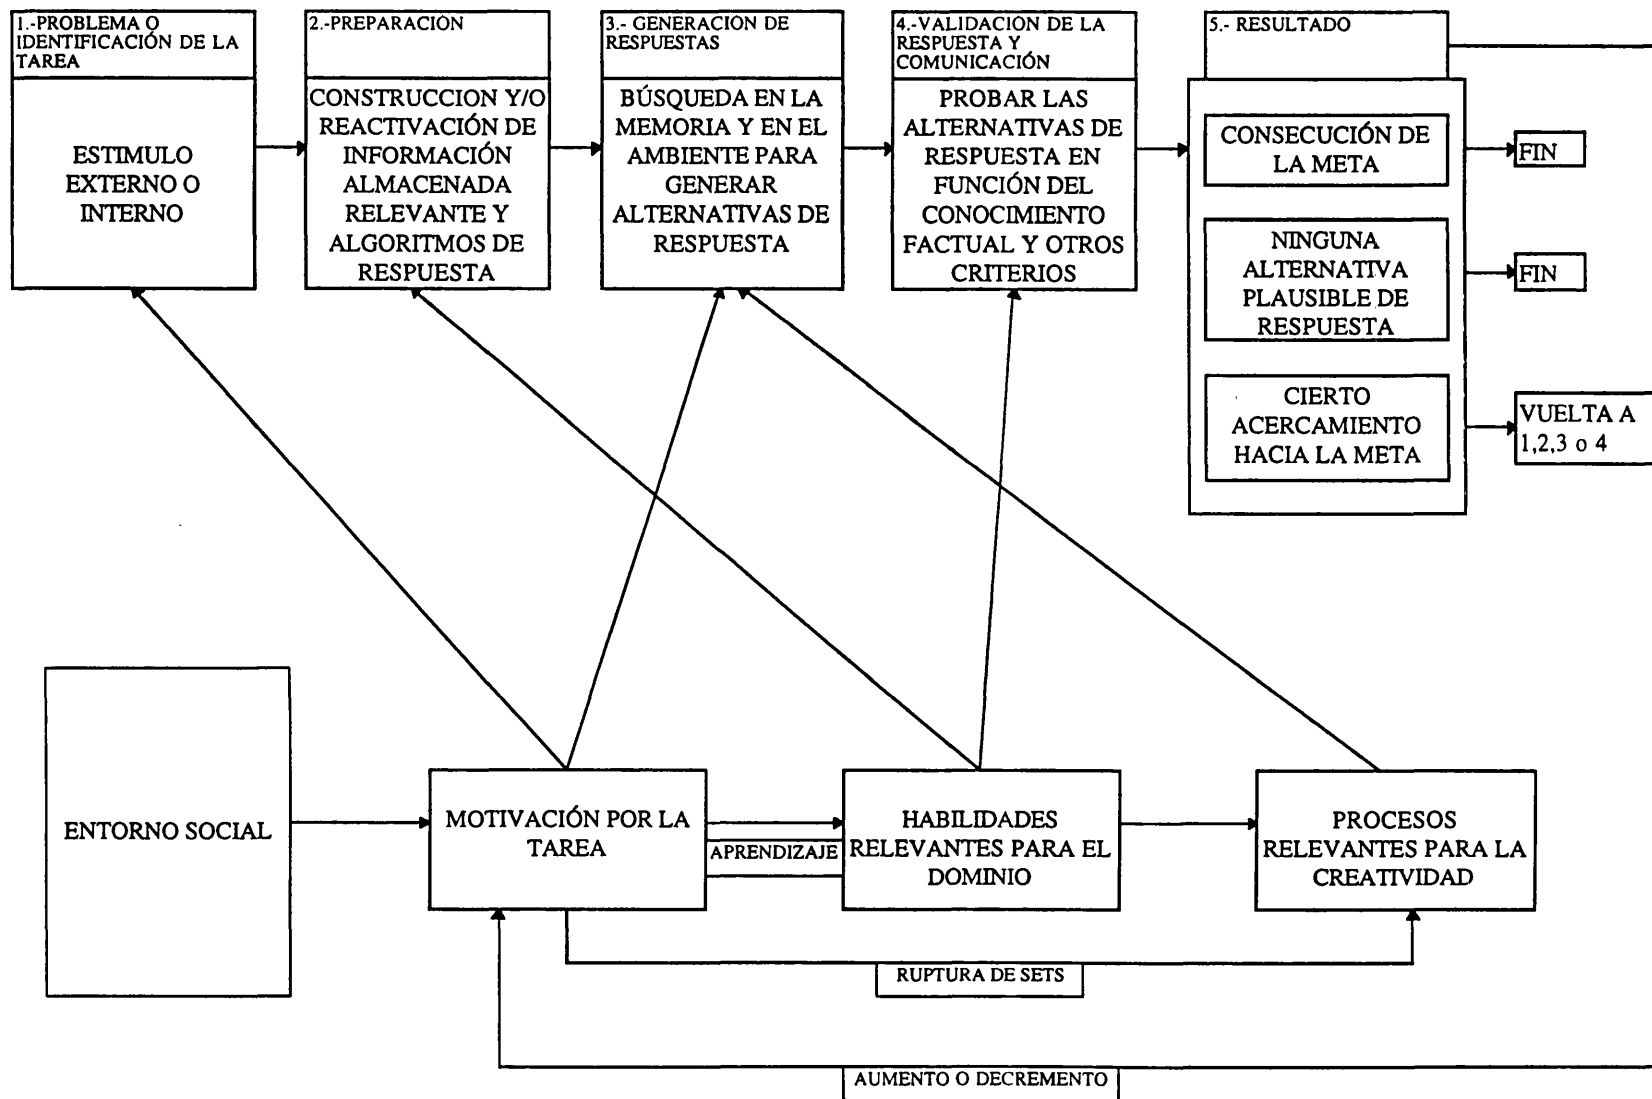 1.-PROBLEMA O
IDENTIFICACIÓN DE LA
TAREA
ESTIMULO
EXTERNO O
INTERNO
2.-PREPARACION
CONSTRUCCION Y/O
REACTIVACIÓN DE
INFORMACIÓN
ALMACENADA
RELEVANTE Y
ALGORITMOS DE
RESPUESTA
3.- GENERACION DE
RESPUESTAS
BÚSQUEDA EN LA
MEMORIA Y EN EL
AMBIENTE PARA
GENERAR
ALTERNATIVAS DE
RESPUESTA
4.-VALIDACION DE LA
RESPUESTA Y
COMUNICACIÓN
PROBAR LAS
ALTERNATIVAS DE
RESPUESTA EN
FUNCIÓN DEL
CONOCIMIENTO
FACTUAL Y OTROS
CRITERIOS
5.- RESULTADO
CONSECUCIÓN DE
LA META
FIN
NINGUNA
ALTERNATIVA
PLAUSIBLE DE
RESPUESTA
FIN
CIERTO
ACERCAMIENTO
HACIA LA META
VUELTA A
1,2,3 o 4
ENTORNO SOCIAL
MOTIVACIÓN POR LA
TAREA
APRENDIZAJE
HABILIDADES
RELEVANTES PARA EL
DOMINIO
PROCESOS
RELEVANTES PARA LA
CREATIVIDAD
RUPTURA DE SETS
AUMENTO O DECREMENTO